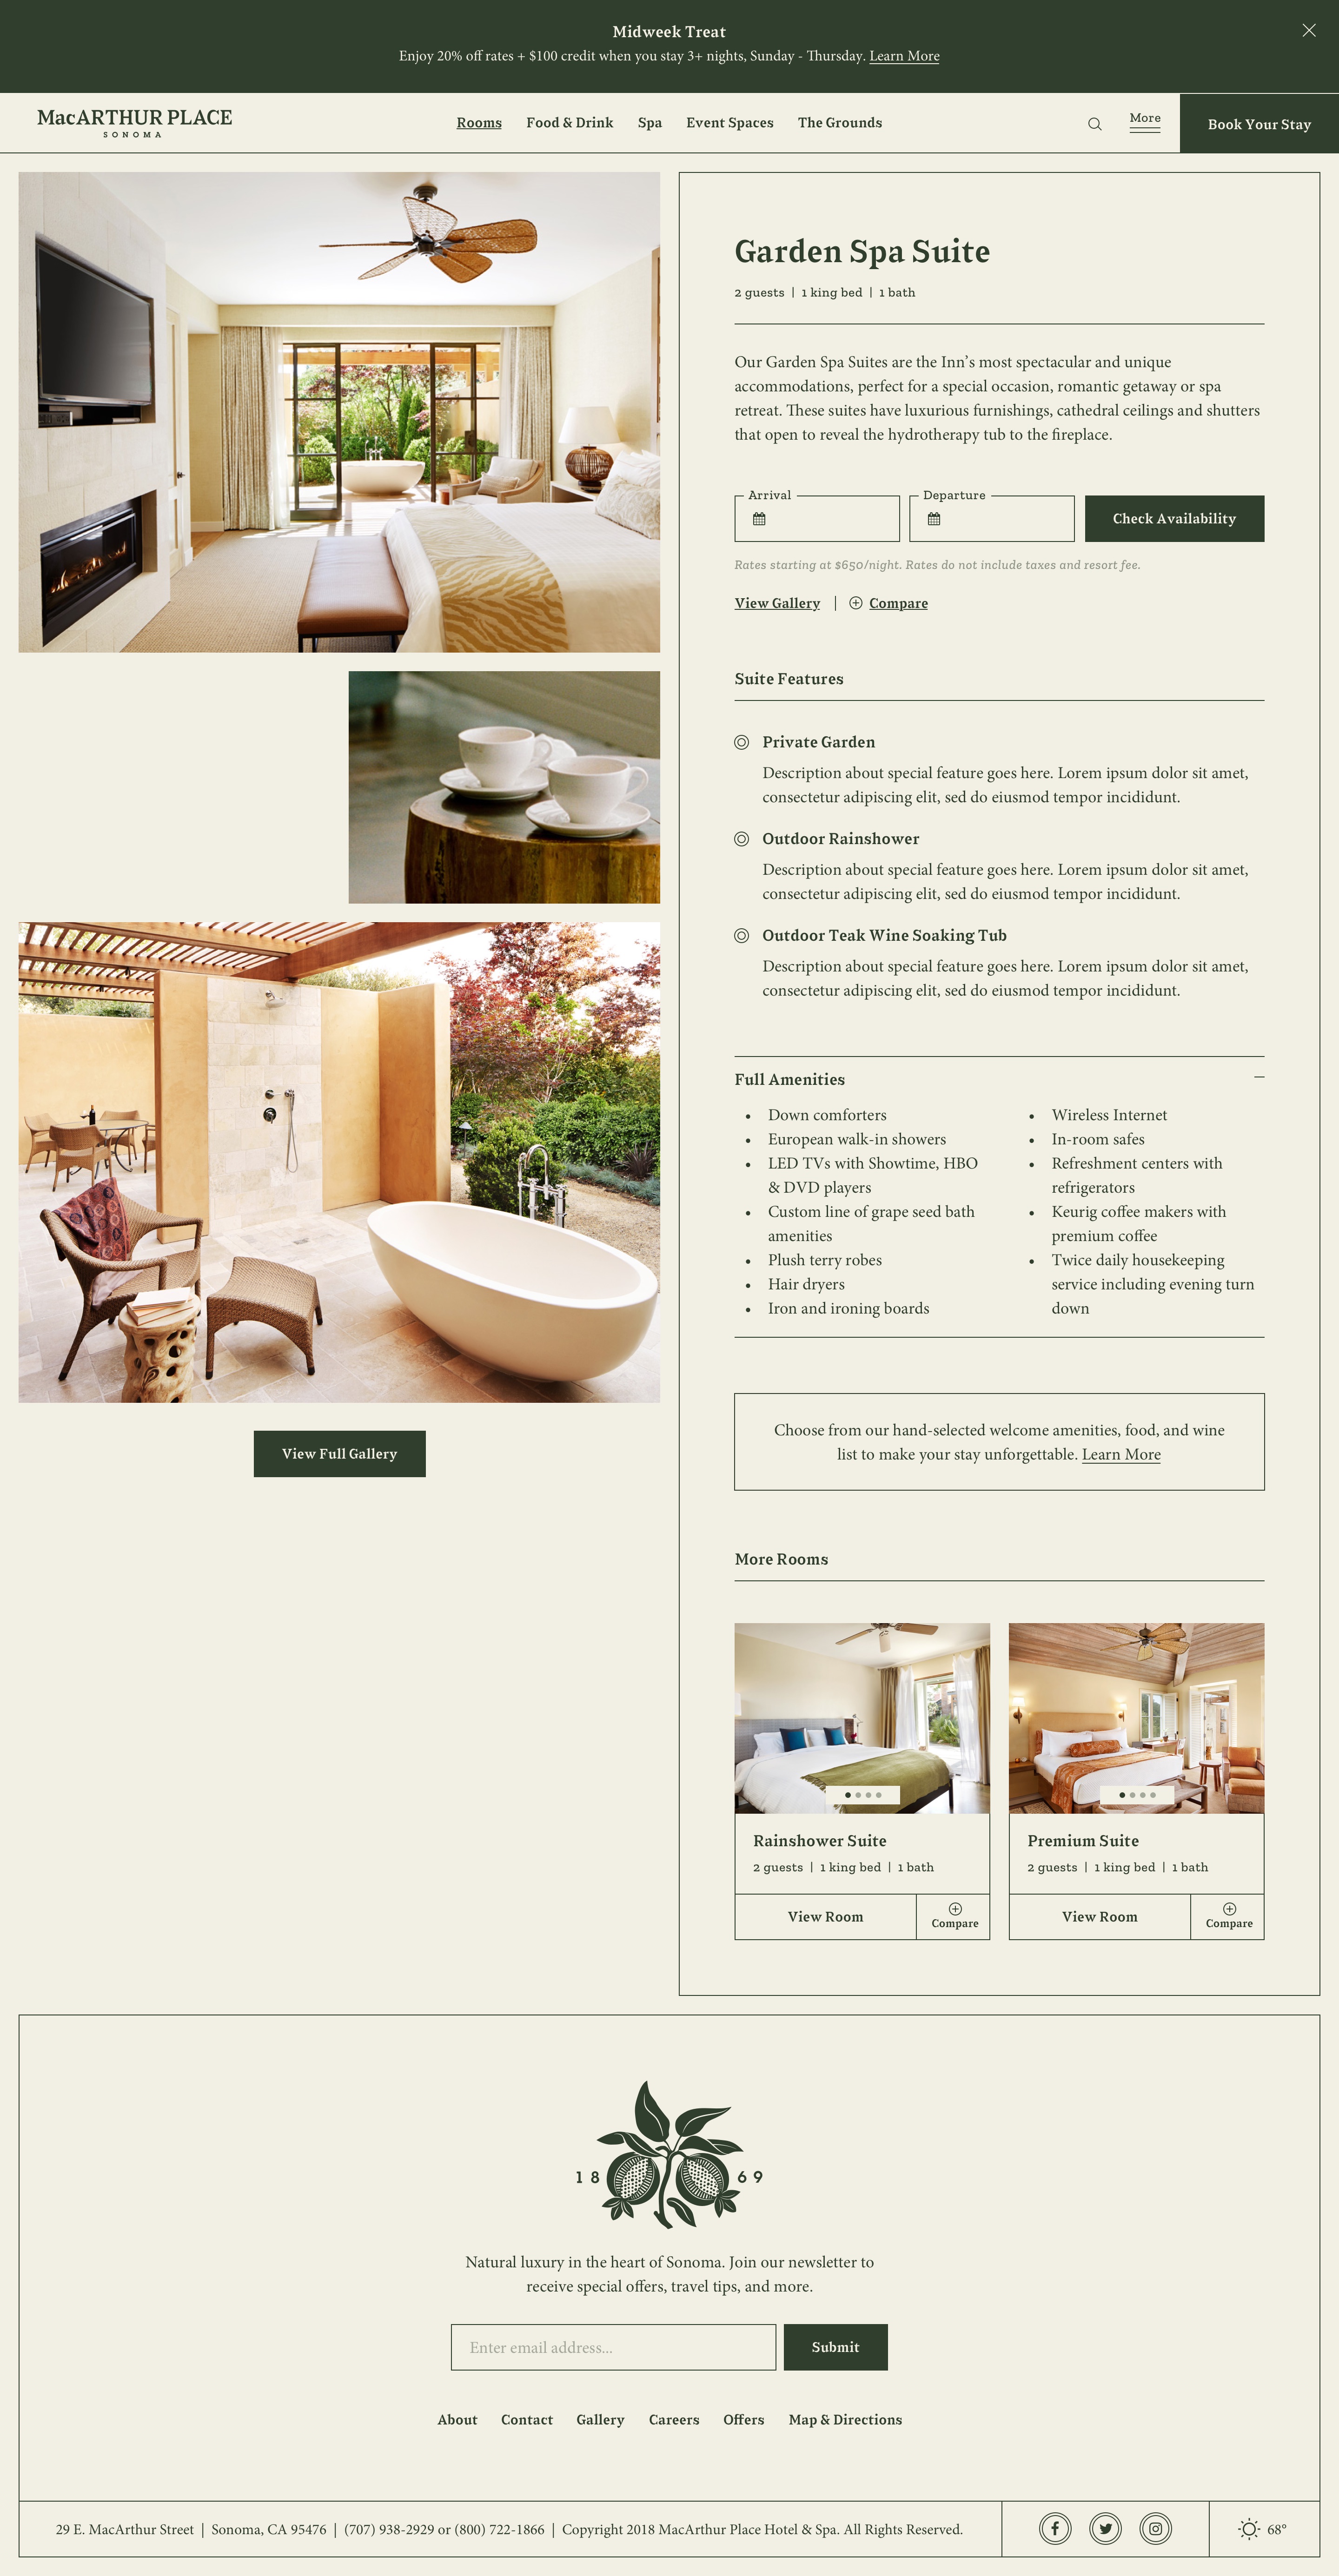 Midweek Treat
Enjoy 20% off rates + $100 credit when you stay 3+ nights, Sunday - Thursday. Learn More
MacARTHUR PLACE
SONOMA
Rooms
Food & Drink
Spa
Event Spaces
The Grounds
More
Book Your Stay
Garden Spa Suite
2 guests | 1 king bed | 1 bath
Our Garden Spa Suites are the Inn’s most spectacular and unique
accommodations, perfect for a special occasion, romantic getaway or spa
retreat. These suites have luxurious furnishings, cathedral ceilings and shutters
that open to reveal the hydrotherapy tub to the fireplace.
Arrival
Departure
Check Availability
Rates starting at $650/night. Rates do not include taxes and resort fee.
View Gallery | Compare
Suite Features
Private Garden
Description about special feature goes here. Lorem ipsum dolor sit amet,
consectetur adipiscing elit, sed do eiusmod tempor incididunt.
Outdoor Rainshower
Description about special feature goes here. Lorem ipsum dolor sit amet,
consectetur adipiscing elit, sed do eiusmod tempor incididunt.
Outdoor Teak Wine Soaking Tub
Description about special feature goes here. Lorem ipsum dolor sit amet,
consectetur adipiscing elit, sed do eiusmod tempor incididunt.
Full Amenities
• Down comforters
• European walk-in showers
• LED TVs with Showtime, HBO
& DVD players
• Custom line of grape seed bath
amenities
• Plush terry robes
• Hair dryers
• Iron and ironing boards
• Wireless Internet
• In-room safes
• Refreshment centers with
refrigerators
• Keurig coffee makers with
premium coffee
• Twice daily housekeeping
service including evening turn
down
View Full Gallery
Choose from our hand-selected welcome amenities, food, and wine
list to make your stay unforgettable. Learn More
More Rooms
Rainshower Suite
2 guests | 1 king bed | 1 bath
View Room
Compare
Premium Suite
2 guests | 1 king bed | 1 bath
View Room
Compare
18 69
Natural luxury in the heart of Sonoma. Join our newsletter to
receive special offers, travel tips, and more.
Enter email address...
Submit
About
Contact
Gallery
Careers
Offers
Map & Directions
29 E. MacArthur Street | Sonoma, CA 95476 | (707) 938-2929 or (800) 722-1866 | Copyright 2018 MacArthur Place Hotel & Spa. All Rights Reserved.
68°